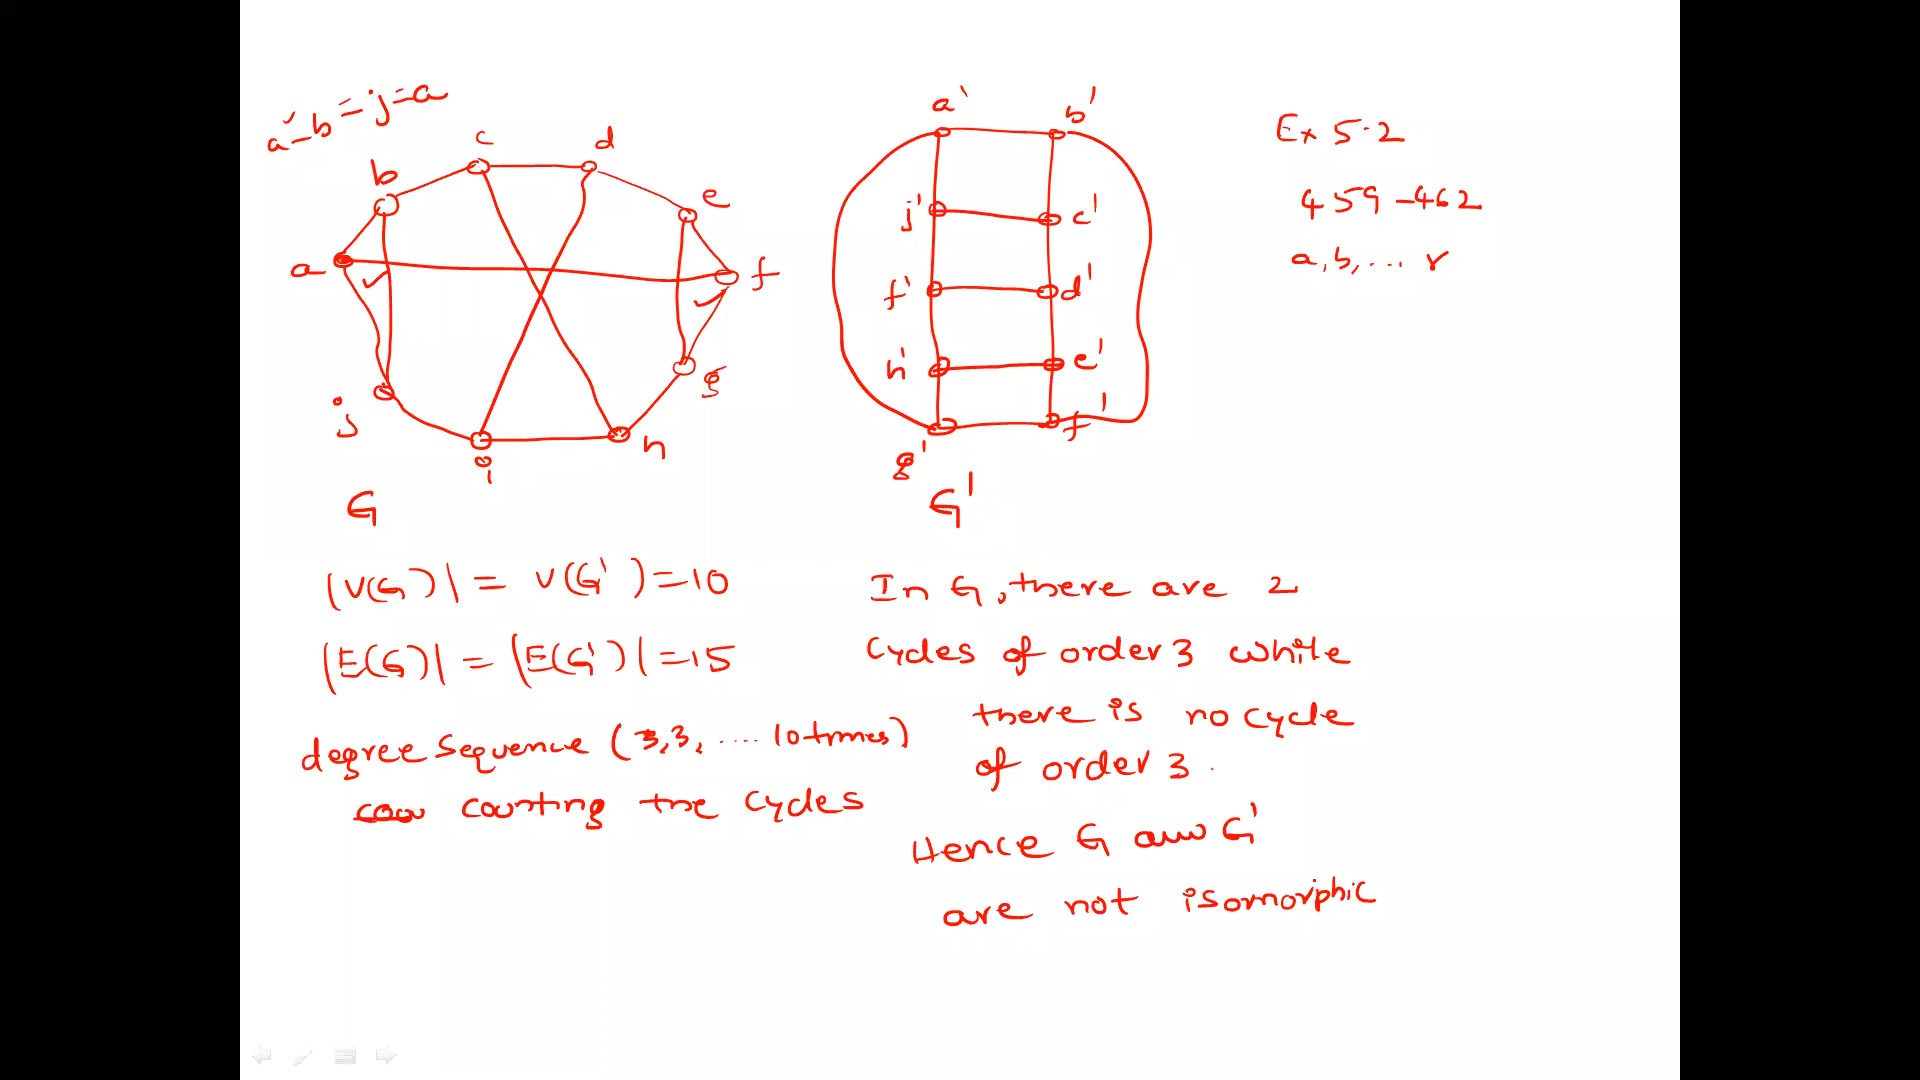 a-b=j=a
c
d
b
e
a
f
g
j
i
h
G
a'
b'
j'
c'
f'
d'
h'
e'
g'
f'
G'
Ex 5.2
459-462
a,b,... r
|V(G)| = V(G')=10
|E(G)| = |E(G')|=15
degree sequence (3,3, .... 10 times)
counting the cycles
In G, there are 2
cycles of order 3 while
there is no cycle
of order 3.
Hence G and G'
are not isomorphic